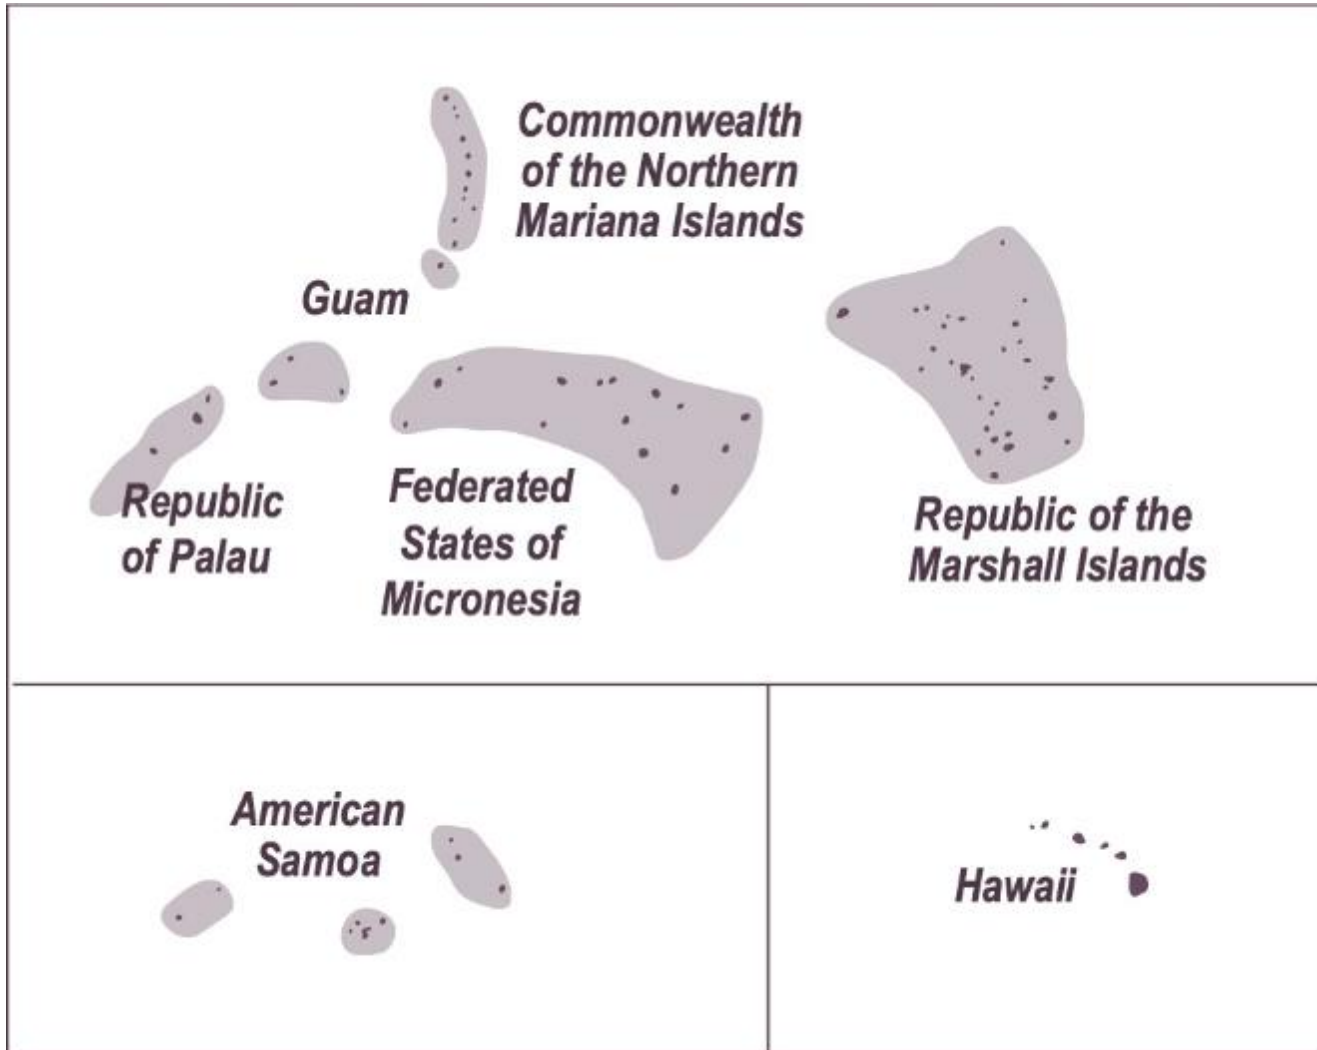 Commonwealth
of the Northern
Mariana Islands
Guam
Republic
of Palau
Federated
States of
Micronesia
Republic of the
Marshall Islands
American
Samoa
Hawaii